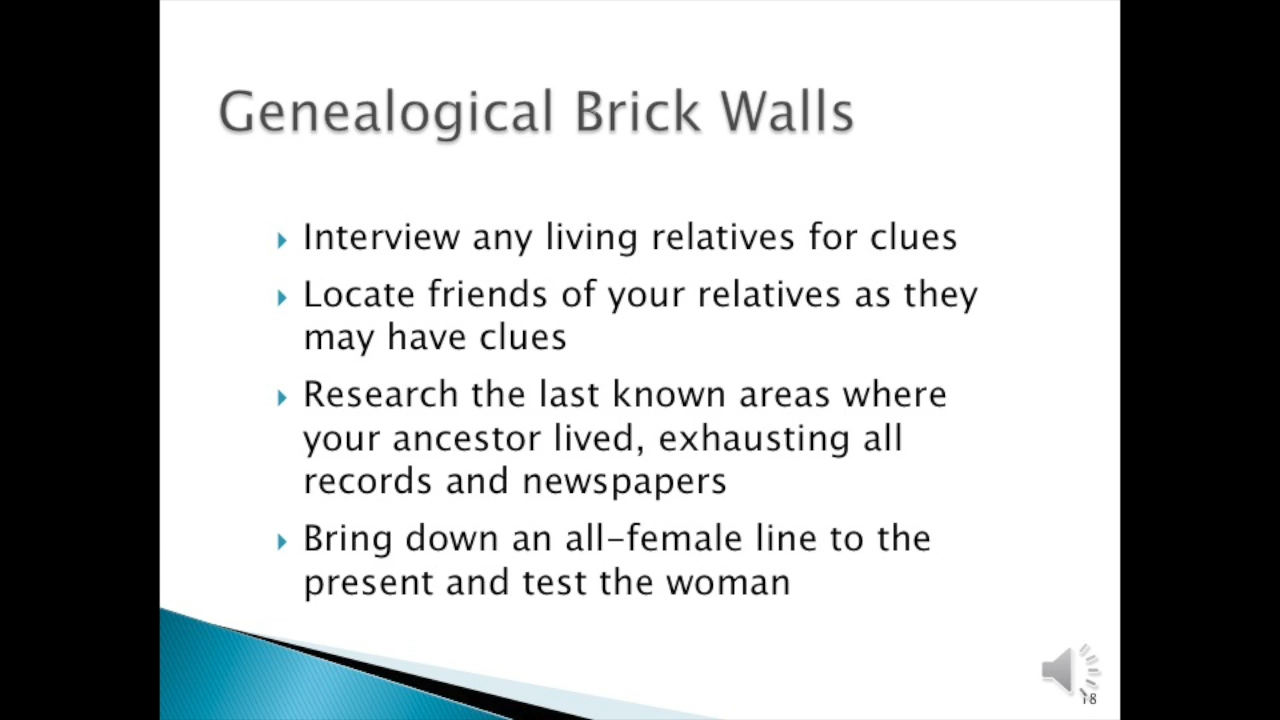 Genealogical Brick Walls
Interview any living relatives for clues
Locate friends of your relatives as they
may have clues
Research the last known areas where
your ancestor lived, exhausting all
records and newspapers
Bring down an all-female line to the
present and test the woman
18